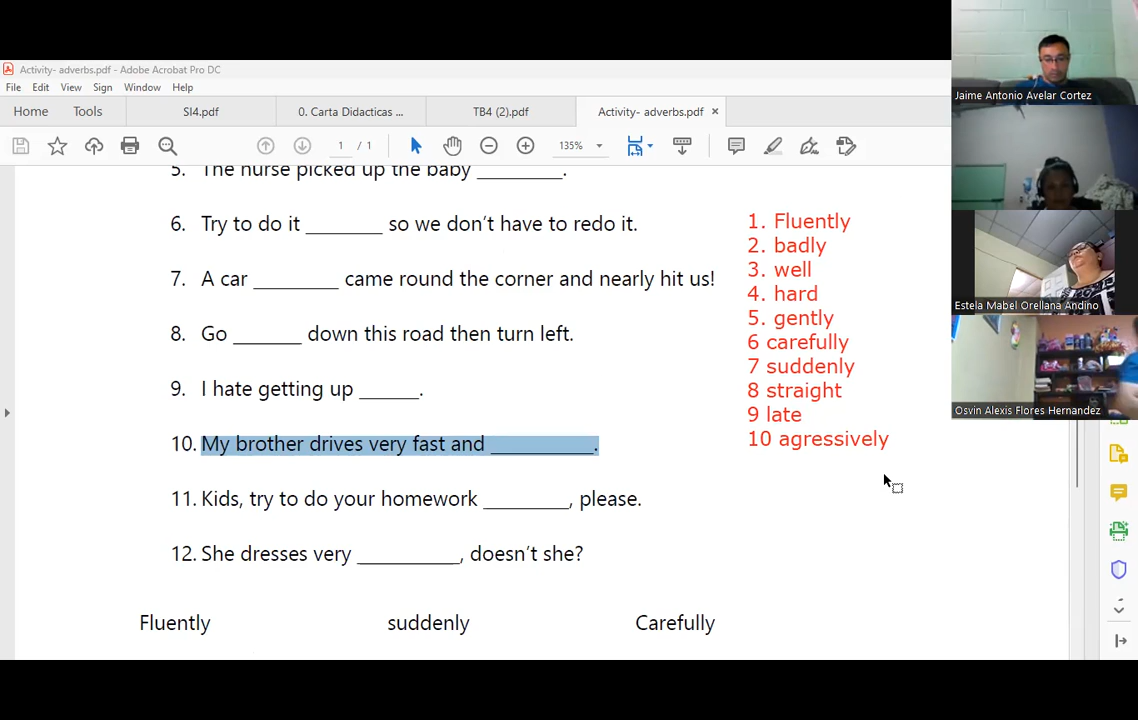 Activity- adverbs.pdf - Adobe Acrobat Pro DC
File Edit View Sign Window Help
Home Tools SI4.pdf 0. Carta Didacticas ... TB4 (2).pdf Activity- adverbs.pdf ×
1 / 1 135%
5. The nurse picked up the baby _________.
6. Try to do it ________ so we don't have to redo it.
7. A car _________ came round the corner and nearly hit us!
8. Go _______ down this road then turn left.
9. I hate getting up ______.
10. My brother drives very fast and ___________.
11. Kids, try to do your homework _________, please.
12. She dresses very ___________, doesn't she?
Fluently suddenly Carefully
1. Fluently
2. badly
3. well
4. hard
5. gently
6 carefully
7 suddenly
8 straight
9 late
10 agressively
Jaime Antonio Avelar Cortez
Estela Mabel Orellana Andino
Osvin Alexis Flores Hernandez